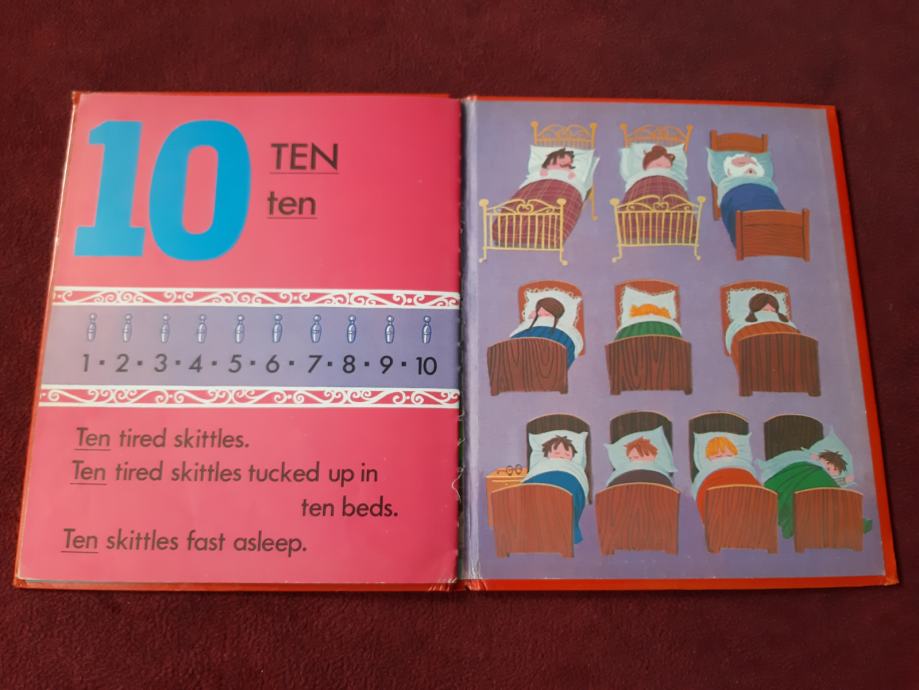 10 TEN
ten
1 · 2 · 3 · 4 · 5 · 6 · 7 · 8 · 9 · 10
Ten tired skittles.
Ten tired skittles tucked up in
ten beds.
Ten skittles fast asleep.